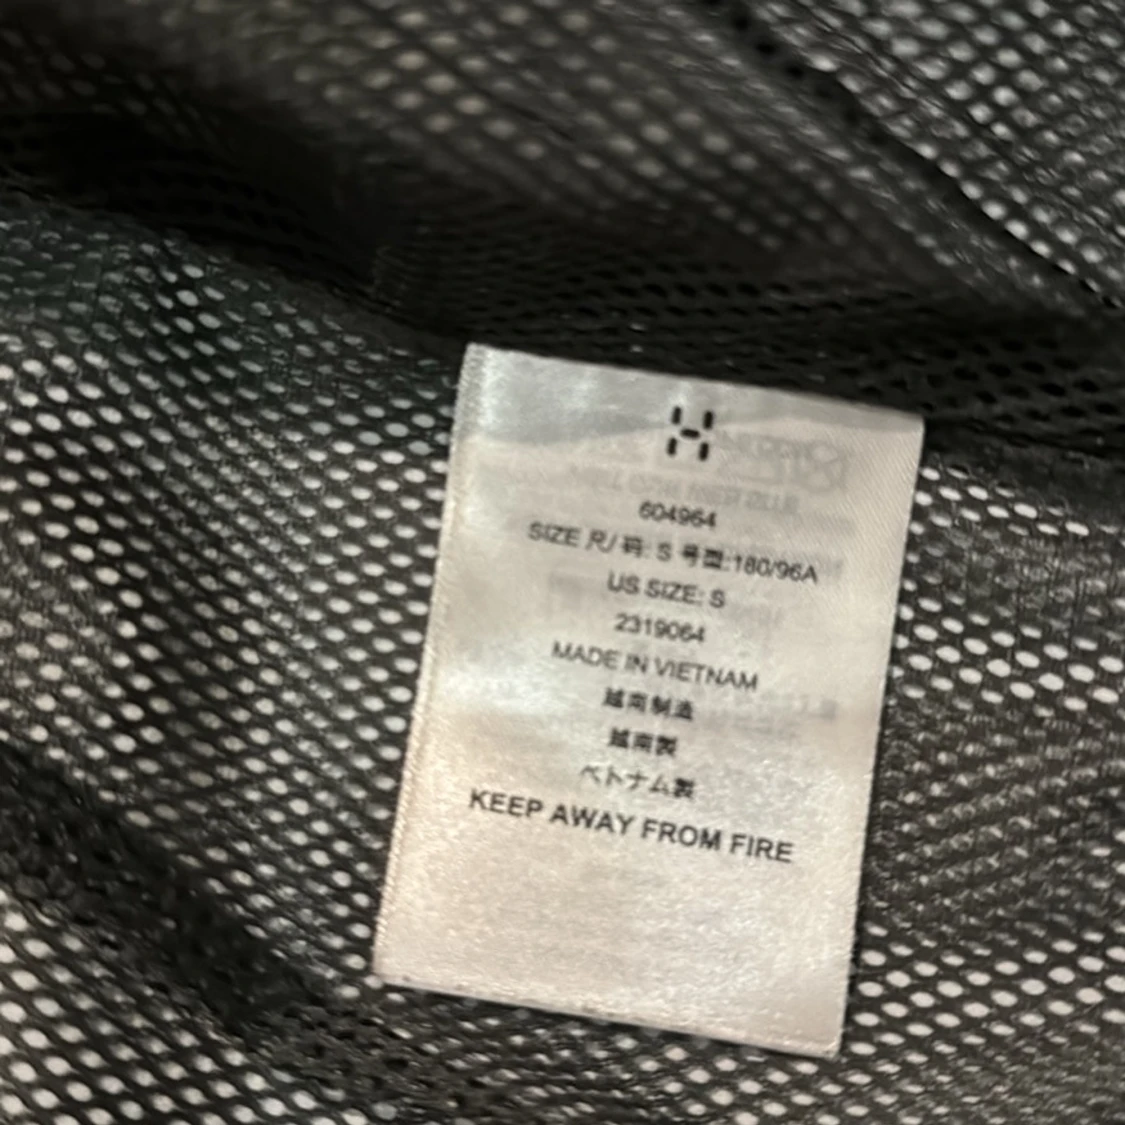 604964
SIZE 尺/码: S 号型:180/96A
US SIZE: S
2319064
MADE IN VIETNAM
越南制造
越南製
ベトナム製
KEEP AWAY FROM FIRE